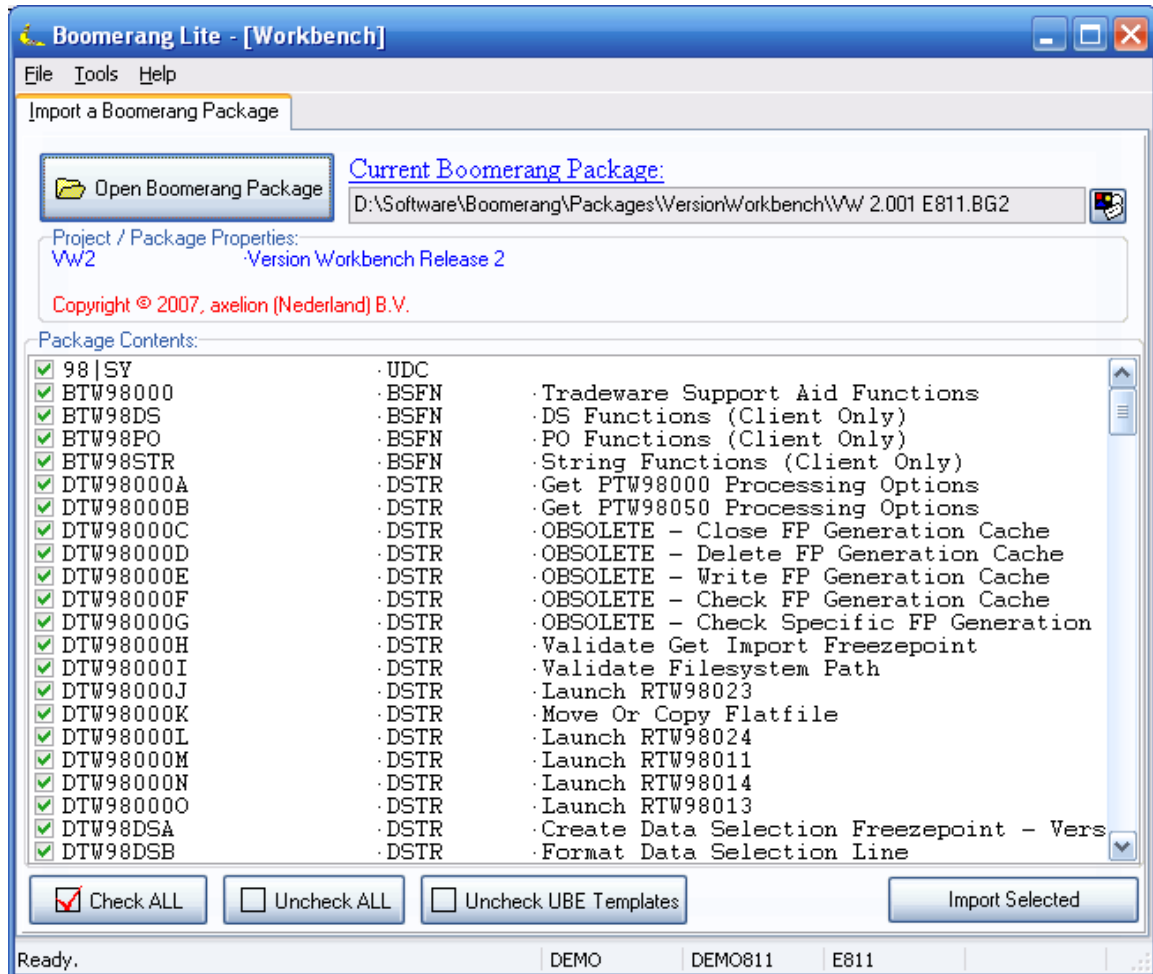 Boomerang Lite - [Workbench]
File Tools Help
Import a Boomerang Package
Open Boomerang Package
Current Boomerang Package:
D:\Software\Boomerang\Packages\VersionWorkbench\VW 2.001 E811.BG2
Project / Package Properties:
VW2 ·Version Workbench Release 2
Copyright © 2007, axelion (Nederland) B.V.
Package Contents:
98|SY ·UDC
BTW98000 ·BSFN ·Tradeware Support Aid Functions
BTW98DS ·BSFN ·DS Functions (Client Only)
BTW98PO ·BSFN ·PO Functions (Client Only)
BTW98STR ·BSFN ·String Functions (Client Only)
DTW98000A ·DSTR ·Get PTW98000 Processing Options
DTW98000B ·DSTR ·Get PTW98050 Processing Options
DTW98000C ·DSTR ·OBSOLETE - Close FP Generation Cache
DTW98000D ·DSTR ·OBSOLETE - Delete FP Generation Cache
DTW98000E ·DSTR ·OBSOLETE - Write FP Generation Cache
DTW98000F ·DSTR ·OBSOLETE - Check FP Generation Cache
DTW98000G ·DSTR ·OBSOLETE - Check Specific FP Generation
DTW98000H ·DSTR ·Validate Get Import Freezepoint
DTW98000I ·DSTR ·Validate Filesystem Path
DTW98000J ·DSTR ·Launch RTW98023
DTW98000K ·DSTR ·Move Or Copy Flatfile
DTW98000L ·DSTR ·Launch RTW98024
DTW98000M ·DSTR ·Launch RTW98011
DTW98000N ·DSTR ·Launch RTW98014
DTW98000O ·DSTR ·Launch RTW98013
DTW98DSA ·DSTR ·Create Data Selection Freezepoint - Vers
DTW98DSB ·DSTR ·Format Data Selection Line
Check ALL Uncheck ALL Uncheck UBE Templates Import Selected
Ready. DEMO DEMO811 E811